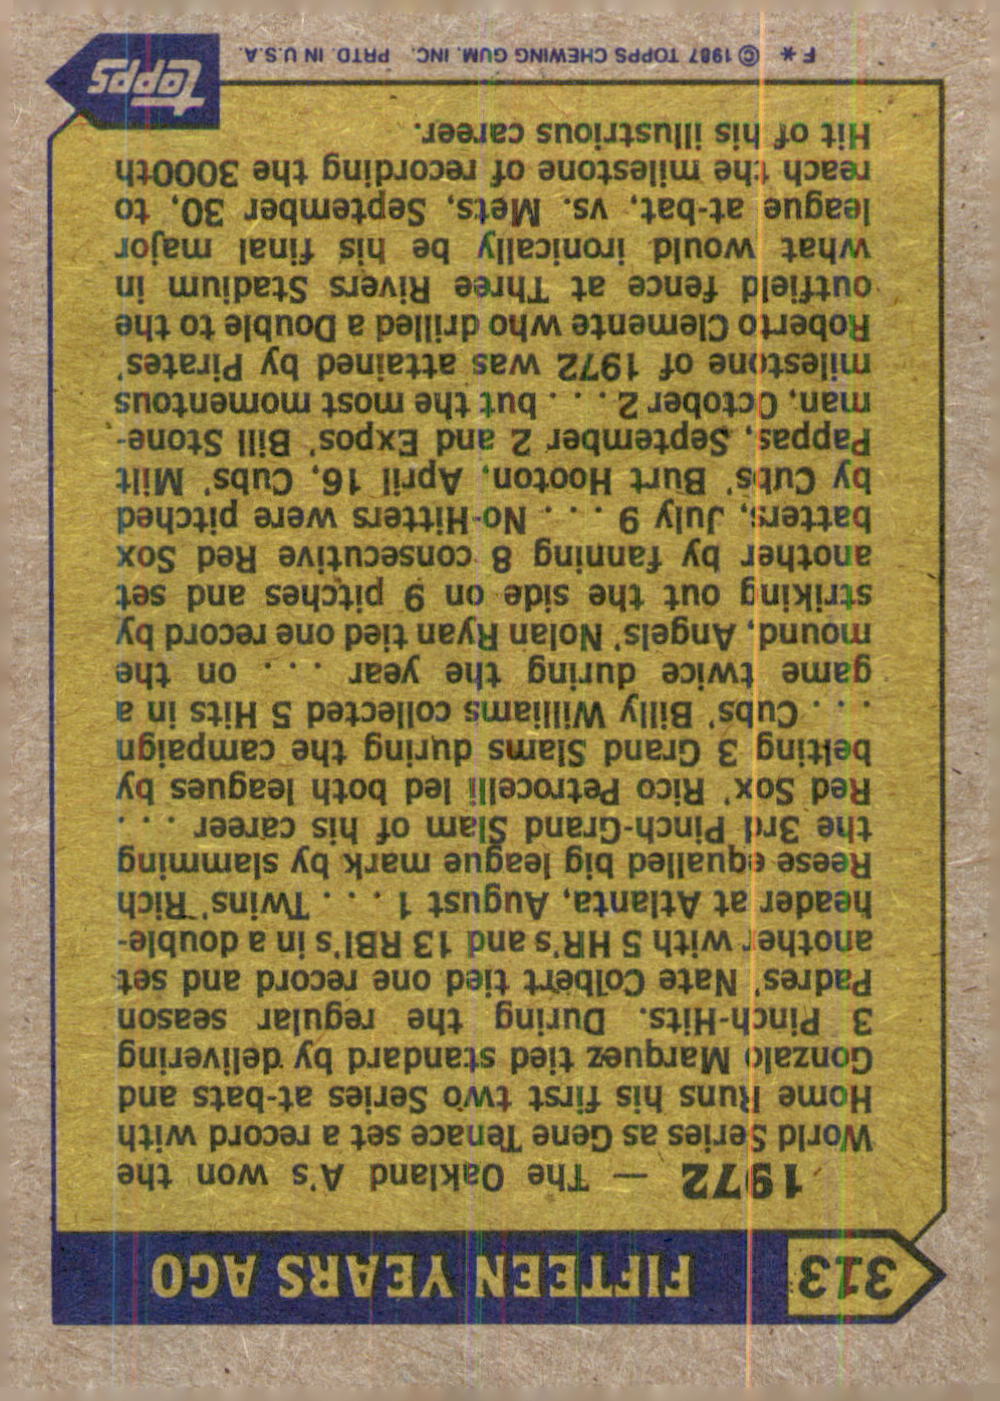 313 FIFTEEN YEARS AGO
1972 — The Oakland A's won the
World Series as Gene Tenace set a record with
Home Runs his first two Series at-bats and
Gonzalo Marquez tied standard by delivering
3 Pinch-Hits. During the regular season
Padres' Nate Colbert tied one record and set
another with 5 HR's and 13 RBI's in a double-
header at Atlanta, August 1 . . . Twins' Rich
Reese equalled big league mark by slamming
the 3rd Pinch-Grand Slam of his career . . .
Red Sox' Rico Petrocelli led both leagues by
belting 3 Grand Slams during the campaign
. . . Cubs' Billy Williams collected 5 Hits in a
game twice during the year . . . on the
mound, Angels' Nolan Ryan tied one record by
striking out the side on 9 pitches and set
another by fanning 8 consecutive Red Sox
batters, July 9 . . . No-Hitters were pitched
by Cubs' Burt Hooton, April 16, Cubs' Milt
Pappas, September 2 and Expos' Bill Stone-
man, October 2 . . . but the most momentous
milestone of 1972 was attained by Pirates'
Roberto Clemente who drilled a Double to the
outfield fence at Three Rivers Stadium in
what would ironically be his final major
league at-bat, vs. Mets, September 30, to
reach the milestone of recording the 3000th
Hit of his illustrious career.
F* © 1987 TOPPS CHEWING GUM, INC. PRTD. IN U.S.A.
Topps